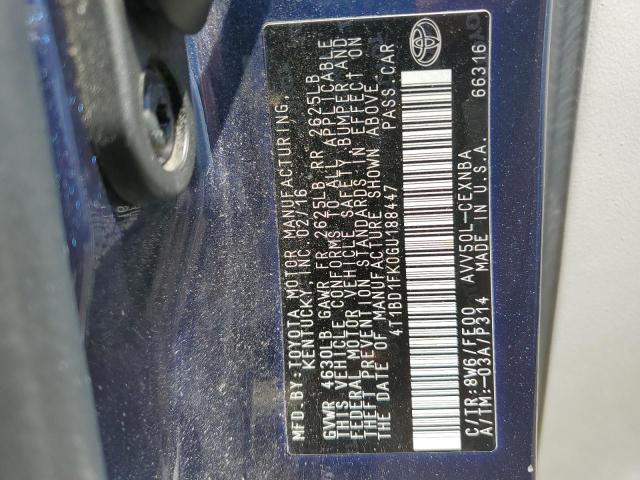 MFD.BY:TOYOTA MOTOR MANUFACTURING,
KENTUCKY, INC. 02/16
GVWR 4630LB GAWR FR 2625LB RR 2625LB
THIS VEHICLE CONFORMS TO ALL APPLICABLE
FEDERAL MOTOR VEHICLE SAFETY, BUMPER AND
THEFT PREVENTION STANDARDS IN EFFECT ON
THE DATE OF MANUFACTURE SHOWN ABOVE.
4T1BD1FK0GU188447 PASS. CAR
C/TR:8W6/FE00 AVV50L-CEXNBA
A/TM:-03A/P314 MADE IN U.S.A. 66316